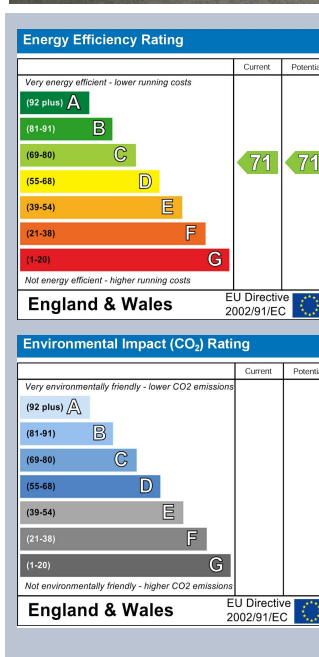 Energy Efficiency Rating
Current Potentia
Very energy efficient - lower running costs
(92 plus) A
(81-91) B
(69-80) C
71 71
(55-68) D
(39-54) E
(21-38) F
(1-20) G
Not energy efficient - higher running costs
England & Wales
EU Directive
2002/91/EC
Environmental Impact (CO₂) Rating
Current Potenti
Very environmentally friendly - lower CO2 emissions
(92 plus) A
(81-91) B
(69-80) C
(55-68) D
(39-54) E
(21-38) F
(1-20) G
Not environmentally friendly - higher CO2 emissions
England & Wales
EU Directive
2002/91/EC